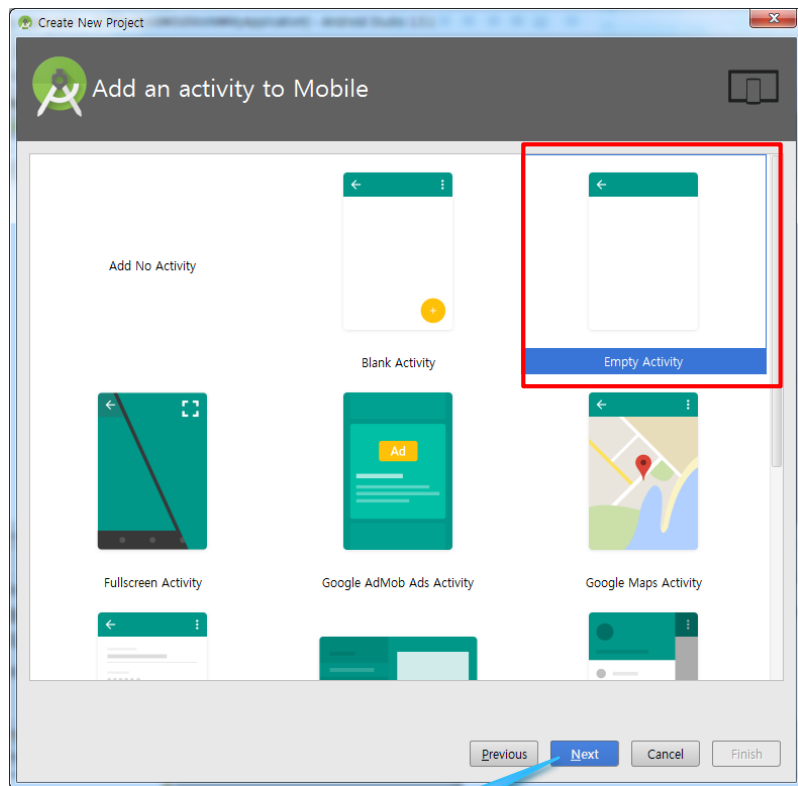 Create New Project
Add an activity to Mobile
Add No Activity
Blank Activity
Empty Activity
Ad
Fullscreen Activity
Google AdMob Ads Activity
Google Maps Activity
Previous
Next
Cancel
Finish